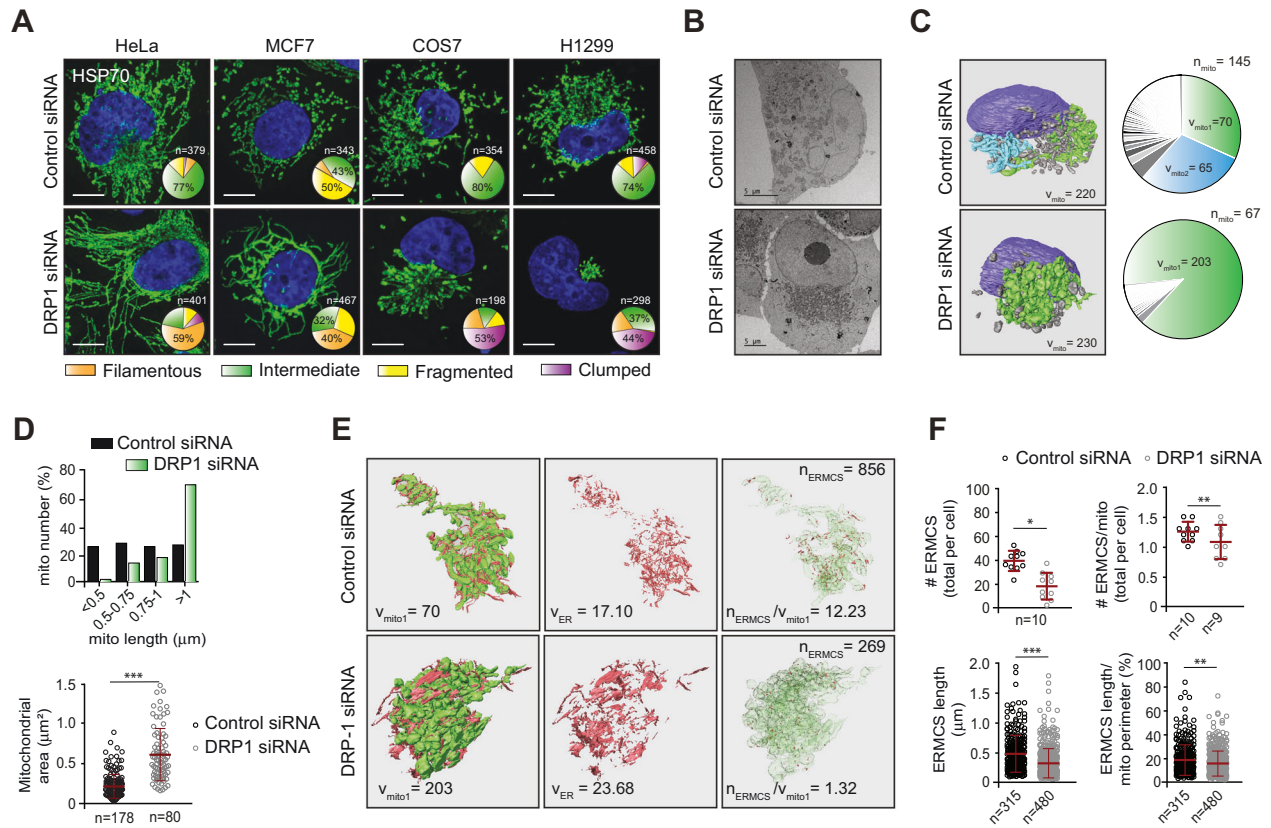 A
HeLa MCF7 COS7 H1299
Control siRNA
HSP70
n=379 n=343 n=354 n=458
77% 43% 50% 80% 74%
DRP1 siRNA
n=401 n=467 n=198 n=298
59% 32% 40% 53% 37% 44%
Filamentous Intermediate Fragmented Clumped
B
Control siRNA
5 µm
DRP1 siRNA
5 µm
C
Control siRNA
v_mito = 220
n_mito = 145
v_mito1 = 70
v_mito2 = 65
DRP1 siRNA
v_mito = 230
n_mito = 67
v_mito1 = 203
D
Control siRNA
DRP1 siRNA
mito number (%)
80
60
40
20
0
<0.5 0.5-0.75 0.75-1 >1
mito length (µm)
Mitochondrial area (µm²)
1.5
1.0
0.5
0
***
n=178 n=80
Control siRNA
DRP1 siRNA
E
Control siRNA
v_mito1 = 70
v_ER = 17.10
n_ERMCS = 856
n_ERMCS/v_mito1 = 12.23
DRP-1 siRNA
v_mito1 = 203
v_ER = 23.68
n_ERMCS = 269
n_ERMCS/v_mito1 = 1.32
F
Control siRNA DRP1 siRNA
# ERMCS
(total per cell)
100
80
60
40
20
0
*
n=10
# ERMCS/mito
(total per cell)
2.0
1.5
1.0
0.5
0
**
n=10 n=9
ERMCS length
(µm)
2.0
1.5
1.0
0.5
0
***
n=315 n=480
ERMCS length/
mito perimeter (%)
100
80
60
40
20
0
**
n=315 n=480